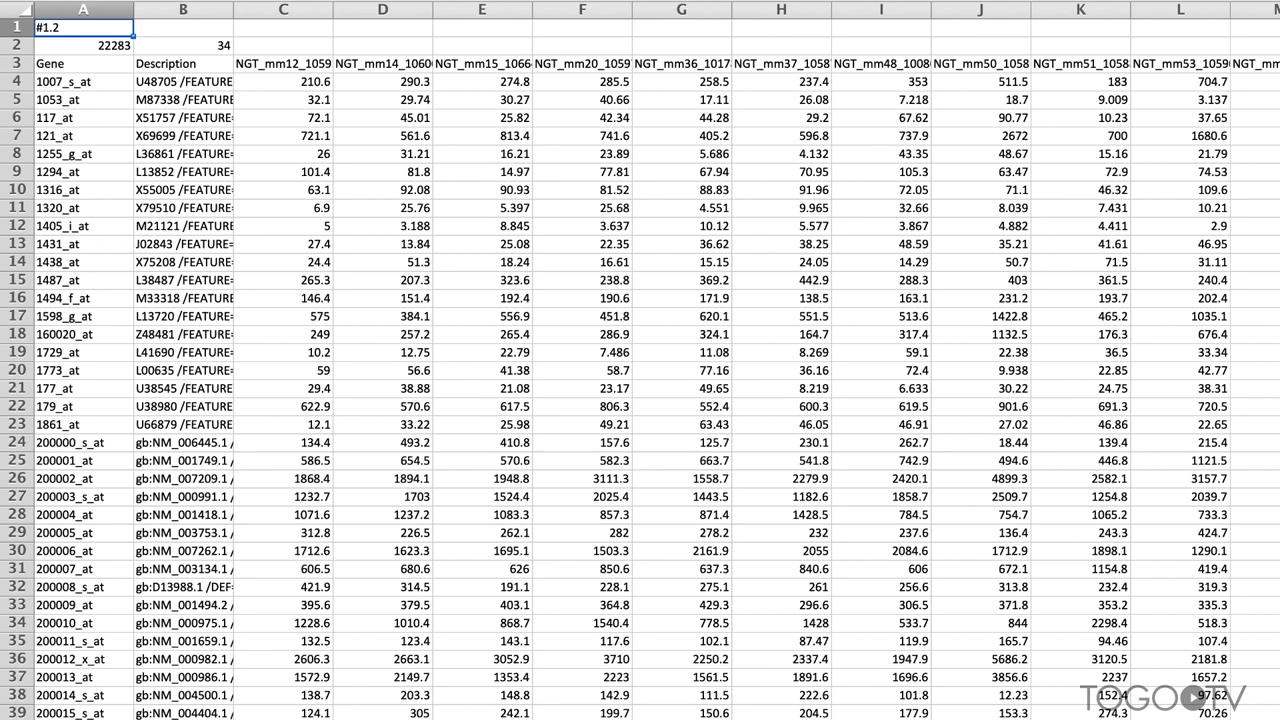 A B C D E F G H I J K L
1 #1.2
2 22283 34
3 Gene Description NGT_mm12_1059 NGT_mm14_1060 NGT_mm15_1066 NGT_mm20_1059 NGT_mm36_1017 NGT_mm37_1058 NGT_mm48_1008 NGT_mm50_1058 NGT_mm51_1058 NGT_mm53_1059 NGT_mm
4 1007_s_at U48705 /FEATURE 210.6 290.3 274.8 285.5 258.5 237.4 353 511.5 183 704.7
5 1053_at M87338 /FEATURE 32.1 29.74 30.27 40.66 17.11 26.08 7.218 18.7 9.009 3.137
6 117_at X51757 /FEATURE 72.1 45.01 25.82 42.34 44.28 29.2 67.62 90.77 10.23 37.65
7 121_at X69699 /FEATURE 721.1 561.6 813.4 741.6 405.2 596.8 737.9 2672 700 1680.6
8 1255_g_at L36861 /FEATURE= 26 31.21 16.21 23.89 5.686 4.132 43.35 48.67 15.16 21.79
9 1294_at L13852 /FEATURE= 101.4 81.8 14.97 77.81 67.94 70.95 105.3 63.47 72.9 74.53
10 1316_at X55005 /FEATURE 63.1 92.08 90.93 81.52 88.83 91.96 72.05 71.1 46.32 109.6
11 1320_at X79510 /FEATURE 6.9 25.76 5.397 25.68 4.551 9.965 32.66 8.039 7.431 10.21
12 1405_i_at M21121 /FEATURE 5 3.188 8.845 3.637 10.12 5.577 3.867 4.882 4.411 2.9
13 1431_at J02843 /FEATURE= 27.4 13.84 25.08 22.35 36.62 38.25 48.59 35.21 41.61 46.95
14 1438_at X75208 /FEATURE 24.4 51.3 18.24 16.61 15.15 24.05 14.29 50.7 71.5 31.11
15 1487_at L38487 /FEATURE= 265.3 207.3 323.6 238.8 369.2 442.9 288.3 403 361.5 240.4
16 1494_f_at M33318 /FEATURE 146.4 151.4 192.4 190.6 171.9 138.5 163.1 231.2 193.7 202.4
17 1598_g_at L13720 /FEATURE= 575 384.1 556.9 451.8 620.1 551.5 513.6 1422.8 465.2 1035.1
18 160020_at Z48481 /FEATURE= 249 257.2 265.4 286.9 324.1 164.7 317.4 1132.5 176.3 676.4
19 1729_at L41690 /FEATURE= 10.2 12.75 22.79 7.486 11.08 8.269 59.1 22.38 36.5 33.34
20 1773_at L00635 /FEATURE= 59 56.6 41.38 58.7 77.16 36.16 72.4 9.938 22.85 42.77
21 177_at U38545 /FEATURE 29.4 38.88 21.08 23.17 49.65 8.219 6.633 30.22 24.75 38.31
22 179_at U38980 /FEATURE 622.9 570.6 617.5 806.3 552.4 600.3 619.5 901.6 691.3 720.5
23 1861_at U66879 /FEATURE 12.1 33.22 25.98 49.21 63.43 46.05 46.91 27.02 46.86 22.65
24 200000_s_at gb:NM_006445.1 / 134.4 493.2 410.8 157.6 125.7 230.1 262.7 18.44 139.4 215.4
25 200001_at gb:NM_001749.1 / 586.5 654.5 570.6 582.3 663.7 541.8 742.9 494.6 446.8 1121.5
26 200002_at gb:NM_007209.1 / 1868.4 1894.1 1948.8 3111.3 1558.7 2279.9 2420.1 4899.3 2582.1 3157.7
27 200003_s_at gb:NM_000991.1 / 1232.7 1703 1524.4 2025.4 1443.5 1182.6 1858.7 2509.7 1254.8 2039.7
28 200004_at gb:NM_001418.1 / 1071.6 1237.2 1083.3 857.3 871.4 1428.5 784.5 754.7 1065.2 733.3
29 200005_at gb:NM_003753.1 / 312.8 226.5 262.1 282 278.2 232 237.6 136.4 243.3 424.7
30 200006_at gb:NM_007262.1 / 1712.6 1623.3 1695.1 1503.3 2161.9 2055 2084.6 1712.9 1898.1 1290.1
31 200007_at gb:NM_003134.1 / 606.5 680.6 626 850.6 637.3 840.6 606 672.1 1154.8 419.4
32 200008_s_at gb:D13988.1 /DEF= 421.9 314.5 191.1 228.1 275.1 261 256.6 313.8 232.4 319.3
33 200009_at gb:NM_001494.2 / 395.6 379.5 403.1 364.8 429.3 296.6 306.5 371.8 353.2 335.3
34 200010_at gb:NM_000975.1 / 1228.6 1010.4 868.7 1540.4 778.5 1428 533.7 844 2298.4 518.3
35 200011_s_at gb:NM_001659.1 / 132.5 123.4 143.1 117.6 102.1 87.47 119.9 165.7 94.46 107.4
36 200012_x_at gb:NM_000982.1 / 2606.3 2663.1 3052.9 3710 2250.2 2337.4 1947.9 5686.2 3120.5 2181.8
37 200013_at gb:NM_000986.1 / 1572.9 2149.7 1353.4 2223 1561.5 1891.6 1696.6 3856.6 2237 1657.2
38 200014_s_at gb:NM_004500.1 / 138.7 203.3 148.8 142.9 111.5 222.6 101.8 12.23 152.4 97.62
39 200015_s_at gb:NM_004404.1 / 124.1 305 242.1 199.7 150.6 204.5 177.9 153.3 274.3 70.26
TOGO TV